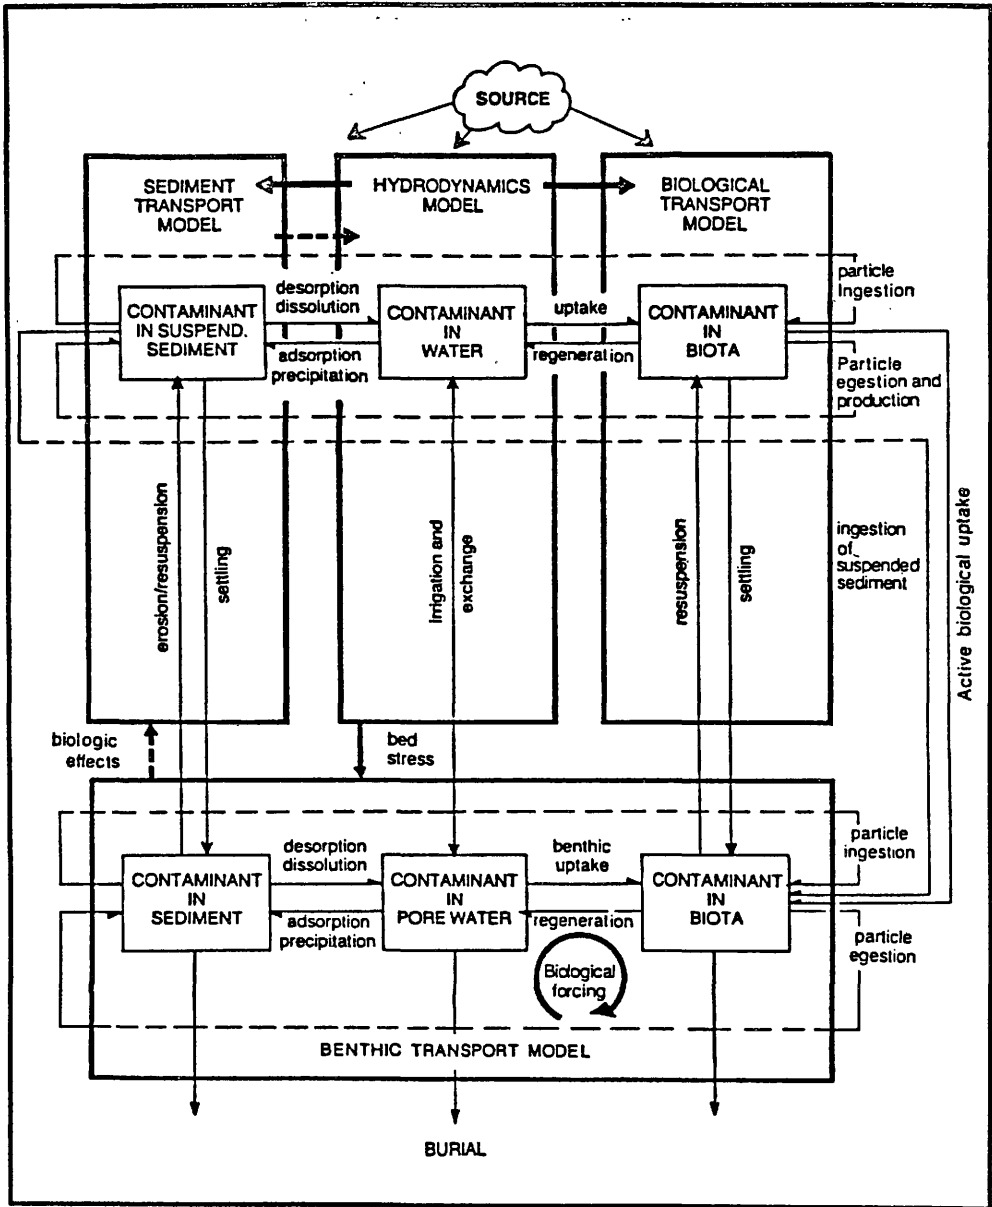 SOURCE
SEDIMENT
TRANSPORT
MODEL
HYDRODYNAMICS
MODEL
BIOLOGICAL
TRANSPORT
MODEL
particle
Ingestion
desorption
dissolution
uptake
CONTAMINANT
IN SUSPEND.
SEDIMENT
CONTAMINANT
IN
WATER
CONTAMINANT
IN
BIOTA
adsorption
precipitation
regeneration
Particle
egestion and
production
erosion/resuspension
settling
Irrigation and
exchange
resuspension
settling
ingestion
of
suspended
sediment
Active biological uptake
biologic
effects
bed
stress
desorption
dissolution
benthic
uptake
particle
ingestion
CONTAMINANT
IN
SEDIMENT
CONTAMINANT
IN
PORE WATER
CONTAMINANT
IN
BIOTA
adsorption
precipitation
regeneration
particle
egestion
Biological
forcing
BENTHIC TRANSPORT MODEL
BURIAL